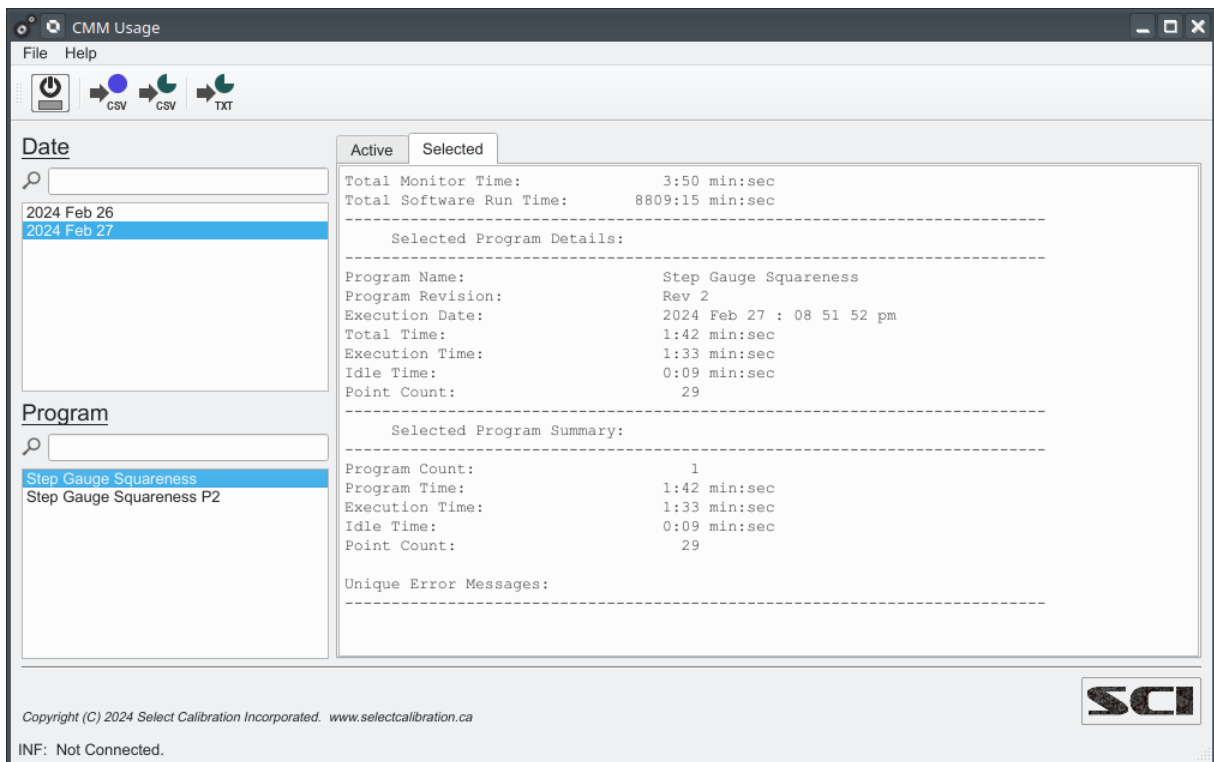 CMM Usage
File Help
CSV CSV TXT
Date
2024 Feb 26
2024 Feb 27
Program
Step Gauge Squareness
Step Gauge Squareness P2
Active Selected
Total Monitor Time: 3:50 min:sec
Total Software Run Time: 8809:15 min:sec
----------------------------------------------------------------------------
Selected Program Details:
----------------------------------------------------------------------------
Program Name: Step Gauge Squareness
Program Revision: Rev 2
Execution Date: 2024 Feb 27 : 08 51 52 pm
Total Time: 1:42 min:sec
Execution Time: 1:33 min:sec
Idle Time: 0:09 min:sec
Point Count: 29
----------------------------------------------------------------------------
Selected Program Summary:
----------------------------------------------------------------------------
Program Count: 1
Program Time: 1:42 min:sec
Execution Time: 1:33 min:sec
Idle Time: 0:09 min:sec
Point Count: 29
Unique Error Messages:
----------------------------------------------------------------------------
SCI
Copyright (C) 2024 Select Calibration Incorporated. www.selectcalibration.ca
INF: Not Connected.